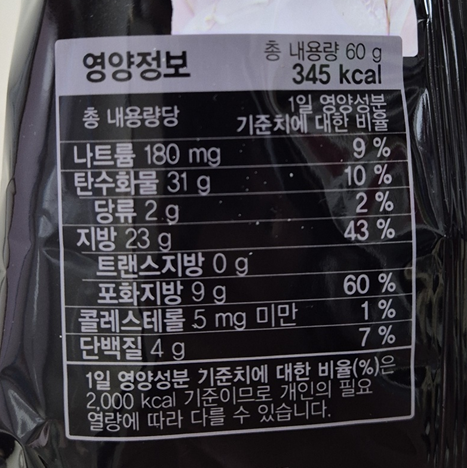 영양정보 총 내용량 60 g
345 kcal
총 내용량당 1일 영양성분
기준치에 대한 비율
나트륨 180 mg 9 %
탄수화물 31 g 10 %
당류 2 g 2 %
지방 23 g 43 %
트랜스지방 0 g
포화지방 9 g 60 %
콜레스테롤 5 mg 미만 1 %
단백질 4 g 7 %
1일 영양성분 기준치에 대한 비율(%)은
2,000 kcal 기준이므로 개인의 필요
열량에 따라 다를 수 있습니다.